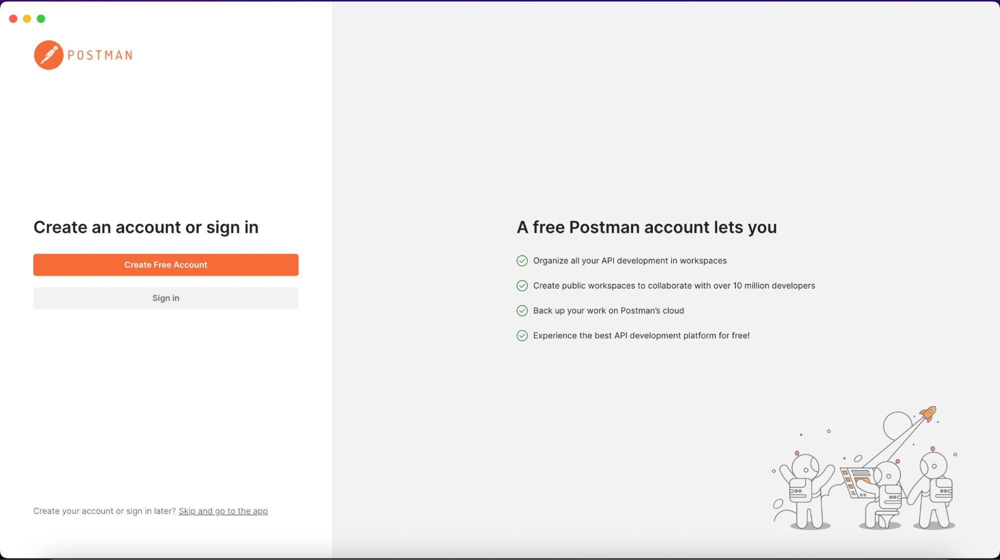 POSTMAN
Create an account or sign in
Create Free Account
Sign in
Create your account or sign in later? Skip and go to the app
A free Postman account lets you
Organize all your API development in workspaces
Create public workspaces to collaborate with over 10 million developers
Back up your work on Postman’s cloud
Experience the best API development platform for free!